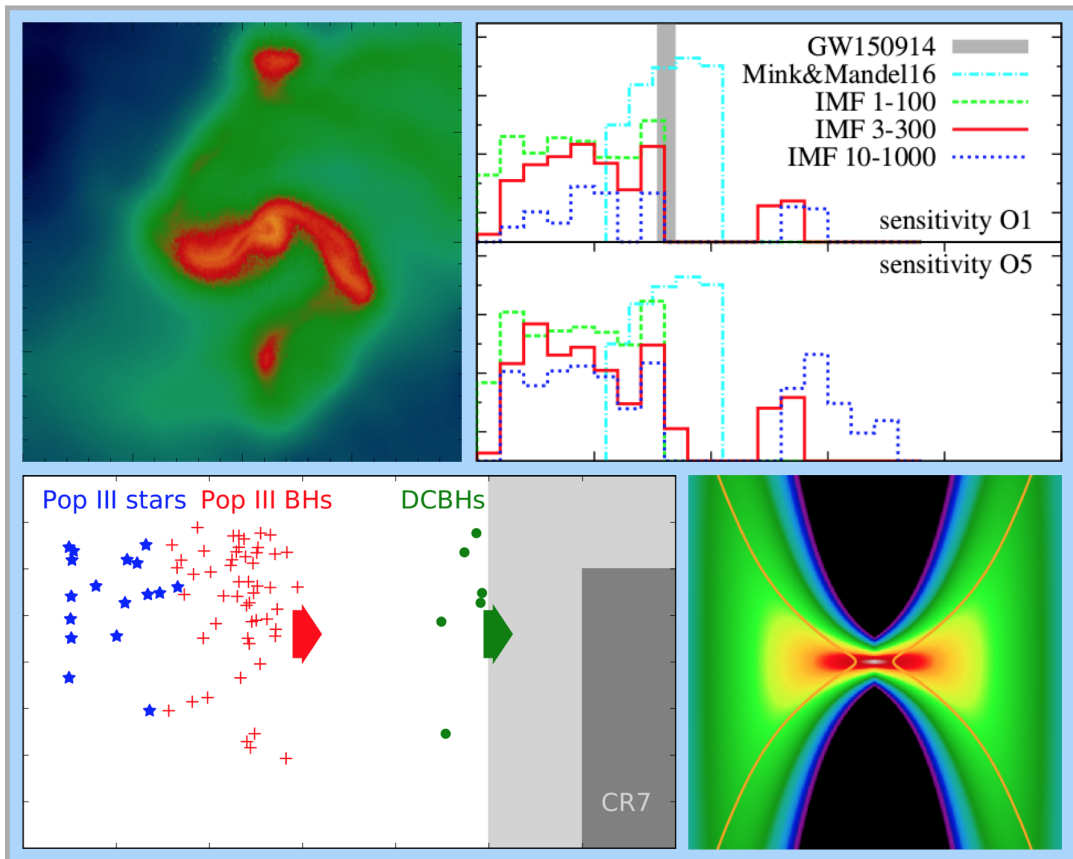 GW150914
Mink&Mandel16
IMF 1-100
IMF 3-300
IMF 10-1000
sensitivity O1
sensitivity O5
Pop III stars Pop III BHs DCBHs
CR7